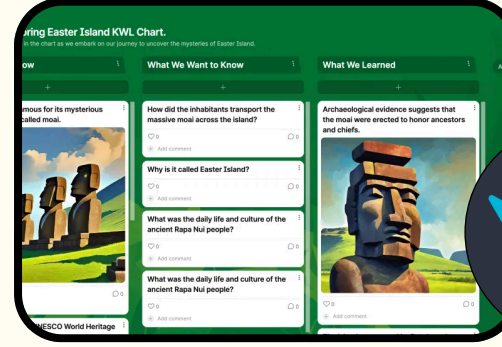 ring Easter Island KWL Chart.
in the chart as we embark on our journey to uncover the mysteries of Easter Island.
ow
What We Want to Know
What We Learned
A
amous for its mysterious
called moai.
0
UNESCO World Heritage
How did the inhabitants transport the
massive moai across the island?
0
0
Add comment
Why is it called Easter Island?
0
0
Add comment
What was the daily life and culture of the
ancient Rapa Nui people?
0
0
Add comment
What was the daily life and culture of the
ancient Rapa Nui people?
0
0
Add comment
Archaeological evidence suggests that
the moai were erected to honor ancestors
and chiefs.
0
0
Add comment